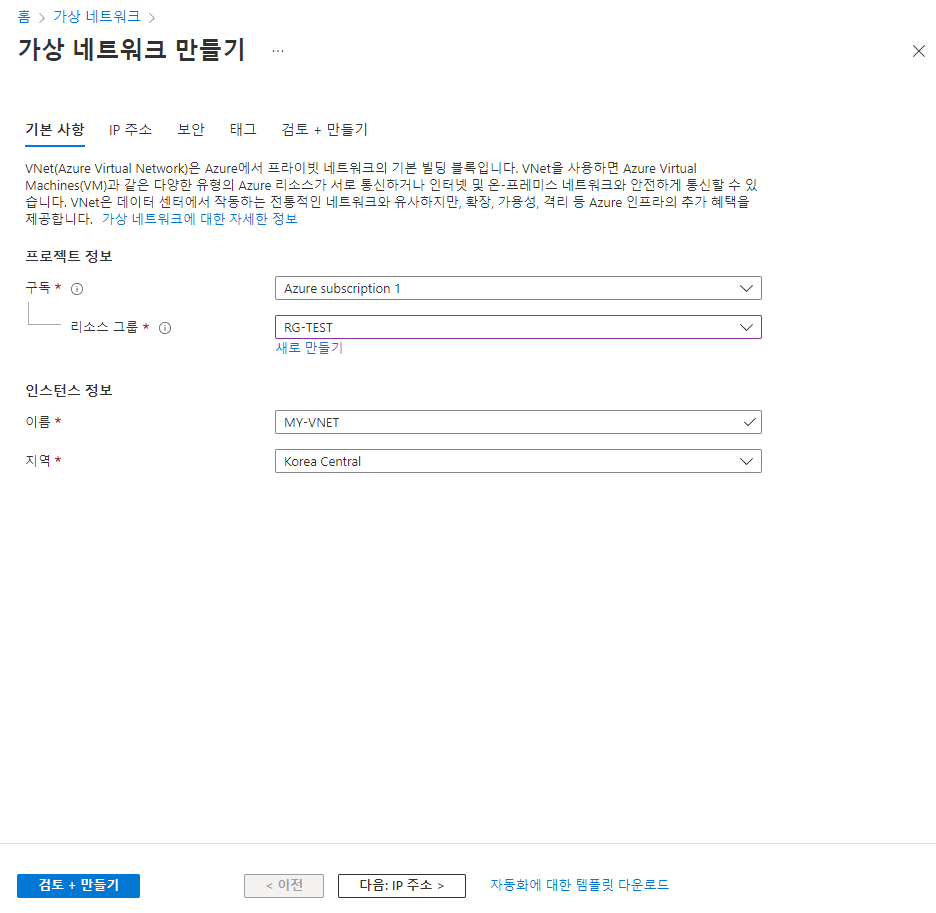 홈 > 가상 네트워크 >
가상 네트워크 만들기 ...
기본 사항 IP 주소 보안 태그 검토 + 만들기
VNet(Azure Virtual Network)은 Azure에서 프라이빗 네트워크의 기본 빌딩 블록입니다. VNet을 사용하면 Azure Virtual
Machines(VM)과 같은 다양한 유형의 Azure 리소스가 서로 통신하거나 인터넷 및 온-프레미스 네트워크와 안전하게 통신할 수 있
습니다. VNet은 데이터 센터에서 작동하는 전통적인 네트워크와 유사하지만, 확장, 가용성, 격리 등 Azure 인프라의 추가 혜택을
제공합니다. 가상 네트워크에 대한 자세한 정보
프로젝트 정보
구독 * Azure subscription 1
리소스 그룹 * RG-TEST
새로 만들기
인스턴스 정보
이름 * MY-VNET
지역 * Korea Central
검토 + 만들기 < 이전 다음: IP 주소 > 자동화에 대한 템플릿 다운로드